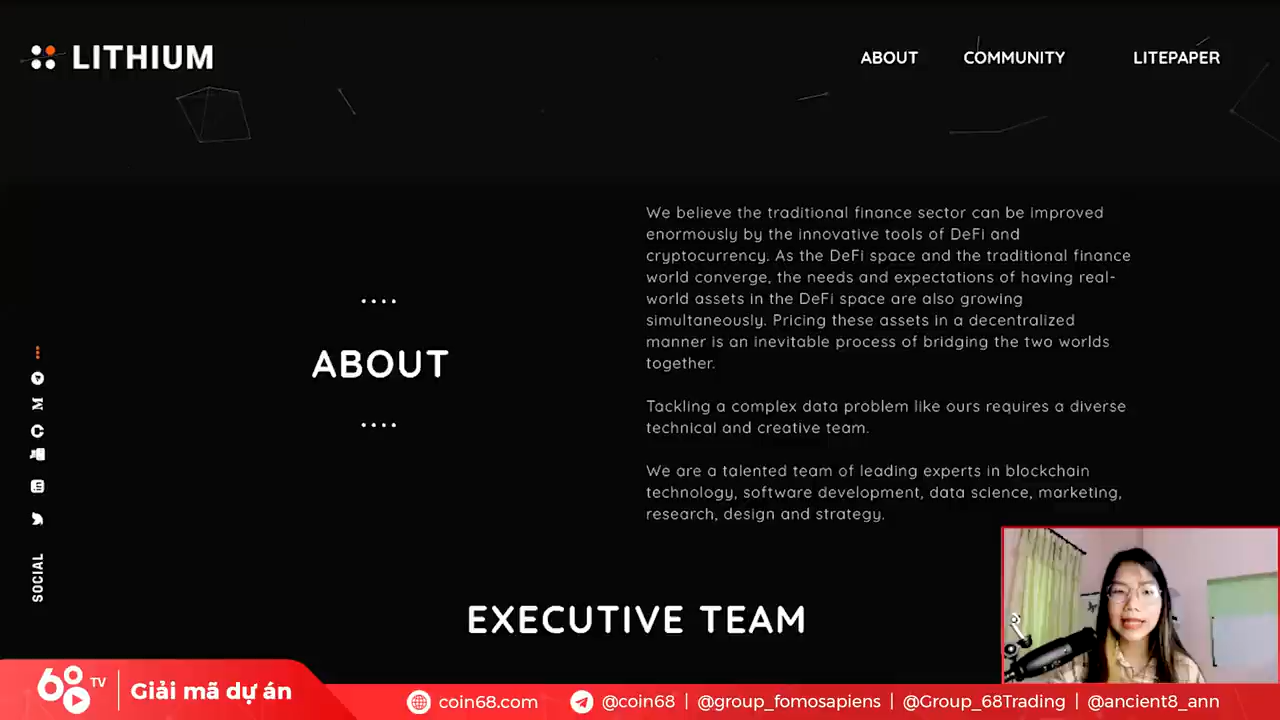 LITHIUM
ABOUT
COMMUNITY
LITEPAPER
We believe the traditional finance sector can be improved
enormously by the innovative tools of DeFi and
cryptocurrency. As the DeFi space and the traditional finance
world converge, the needs and expectations of having real-
world assets in the DeFi space are also growing
simultaneously. Pricing these assets in a decentralized
manner is an inevitable process of bridging the two worlds
together.
ABOUT
Tackling a complex data problem like ours requires a diverse
technical and creative team.
We are a talented team of leading experts in blockchain
technology, software development, data science, marketing,
research, design and strategy.
SOCIAL
EXECUTIVE TEAM
68 TV
Giải mã dự án
coin68.com
@coin68 | @group_fomosapiens | @Group_68Trading | @ancient8_ann